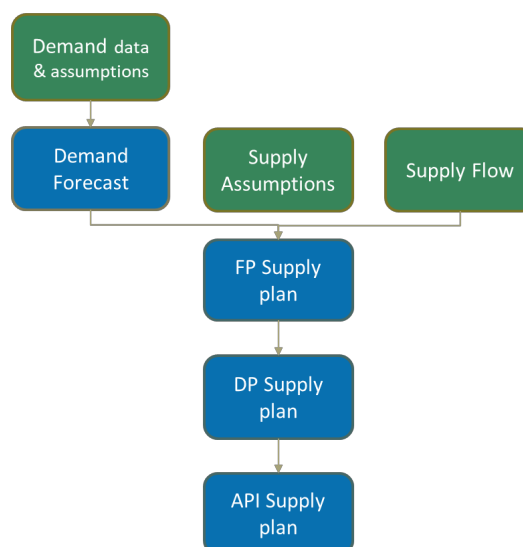 Demand data
& assumptions
Demand
Forecast
Supply
Assumptions
Supply Flow
FP Supply
plan
DP Supply
plan
API Supply
plan